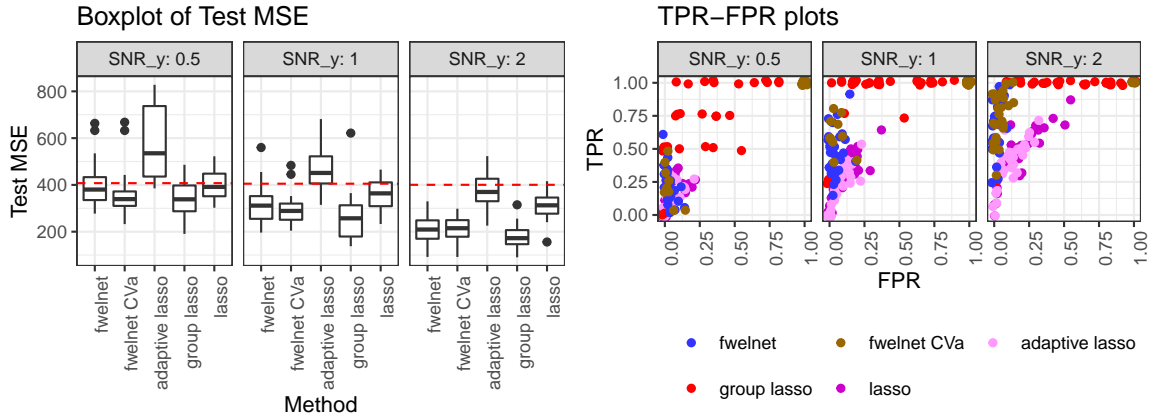 Boxplot of Test MSE
SNR_y: 0.5
SNR_y: 1
SNR_y: 2
800
600
400
200
Test MSE
fwelnet
fwelnet CVa
adaptive lasso
group lasso
lasso
fwelnet
fwelnet CVa
adaptive lasso
group lasso
lasso
fwelnet
fwelnet CVa
adaptive lasso
group lasso
lasso
Method
TPR−FPR plots
SNR_y: 0.5
SNR_y: 1
SNR_y: 2
1.00
0.75
0.50
0.25
0.00
TPR
0.00
0.25
0.50
0.75
1.00
0.00
0.25
0.50
0.75
1.00
0.00
0.25
0.50
0.75
1.00
FPR
fwelnet
fwelnet CVa
adaptive lasso
group lasso
lasso